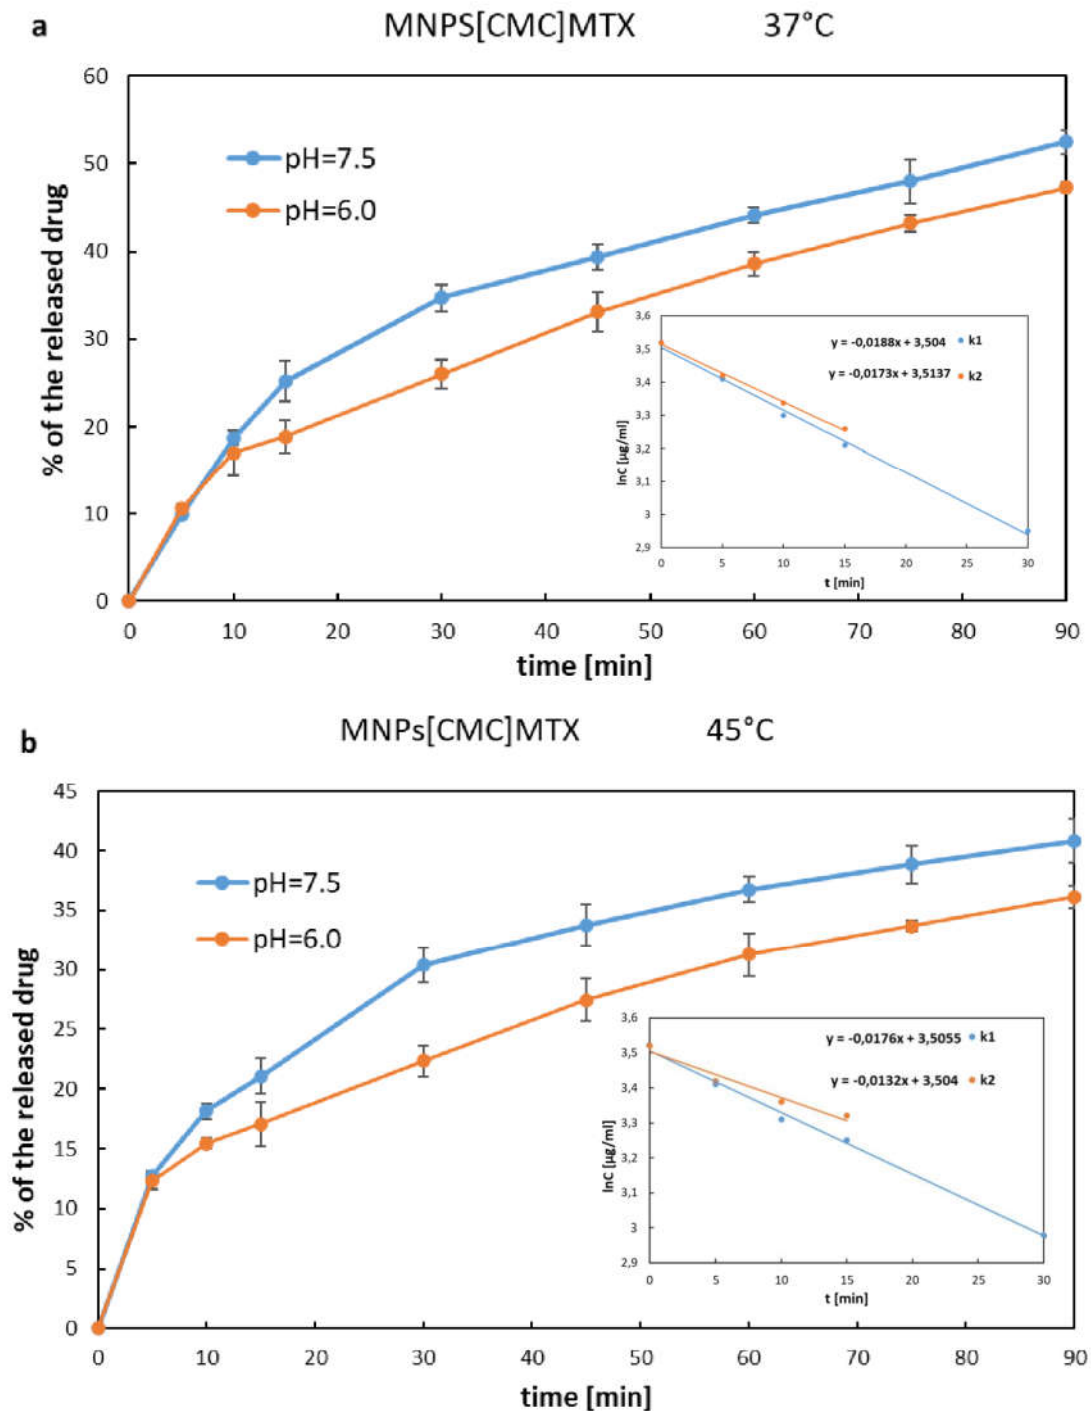 a
MNPS[CMC]MTX 37°C
60
50
40
30
20
10
0
% of the released drug
pH=7.5
pH=6.0
3,6
3,5
3,4
3,3
3,2
3,1
3
2,9
lnC [µg/ml]
y = -0,0188x + 3,504 k1
y = -0,0173x + 3,5137 k2
0 5 10 15 20 25 30
t [min]
0 10 20 30 40 50 60 70 80 90
time [min]
b
MNPs[CMC]MTX 45°C
45
40
35
30
25
20
15
10
5
0
% of the released drug
pH=7.5
pH=6.0
3,6
3,5
3,4
3,3
3,2
3,1
3
2,9
lnC [µg/ml]
y = -0,0176x + 3,5055 k1
y = -0,0132x + 3,504 k2
0 5 10 15 20 25 30
t [min]
0 10 20 30 40 50 60 70 80 90
time [min]